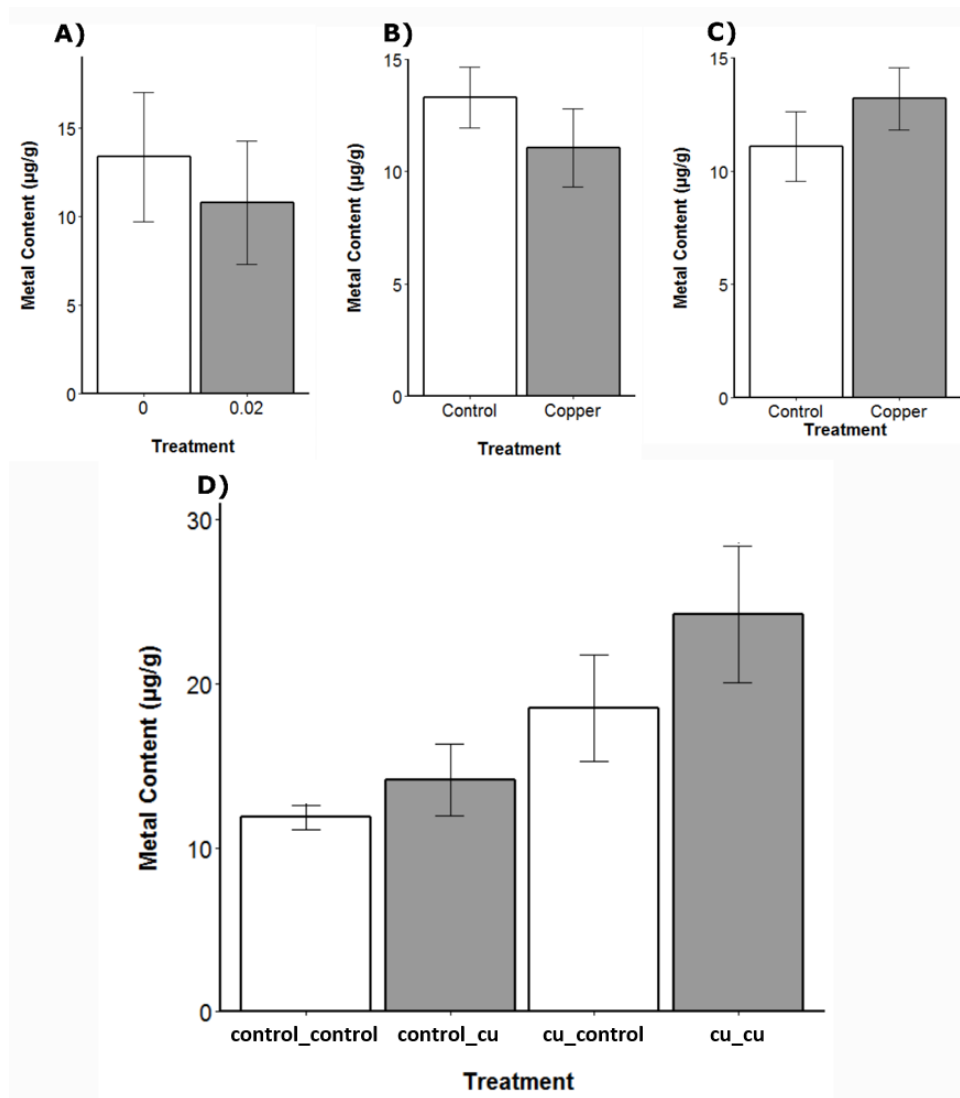 A)
Metal Content (µg/g)
15
10
5
0
0 0.02
Treatment
B)
Metal Content (µg/g)
15
10
5
0
Control Copper
Treatment
C)
Metal Content (µg/g)
15
10
5
0
Control Copper
Treatment
D)
Metal Content (µg/g)
30
20
10
0
control_control control_cu cu_control cu_cu
Treatment